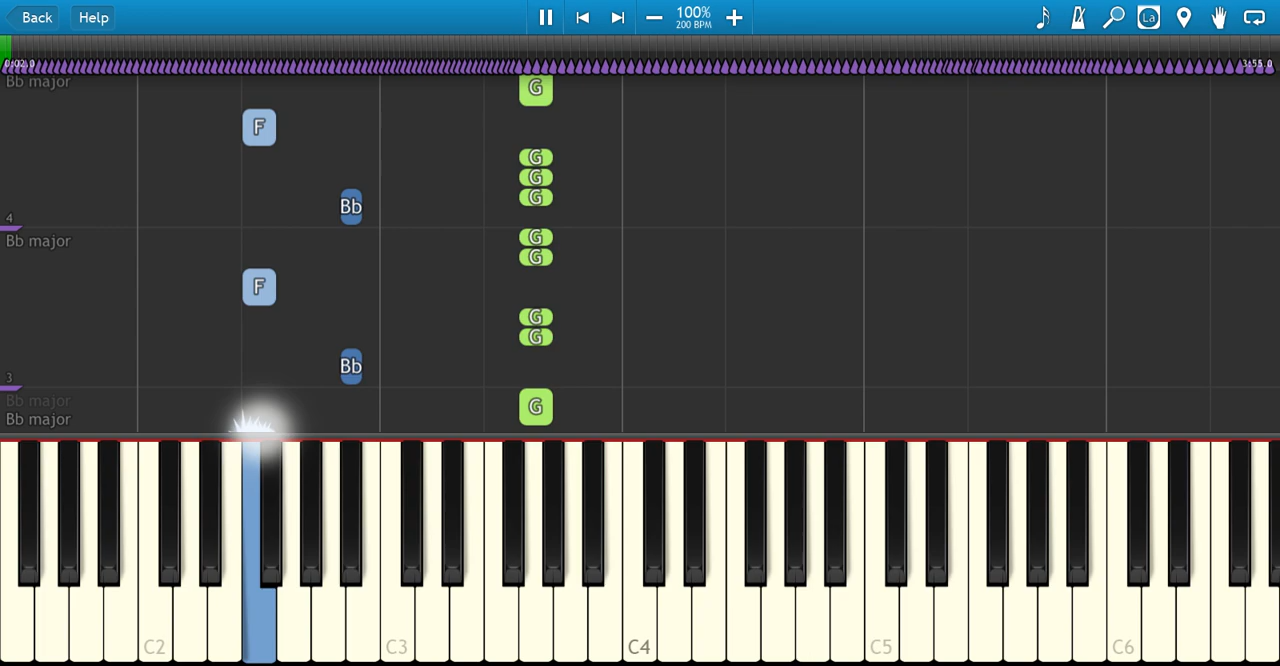 Back Help 100% La
200 BPM
0:02.0 3:55.0
Bb major G
F
G
G
G
Bb
4
Bb major G
G
F
G
G
Bb
3
Bb major G
Bb major
C2 C3 C4 C5 C6